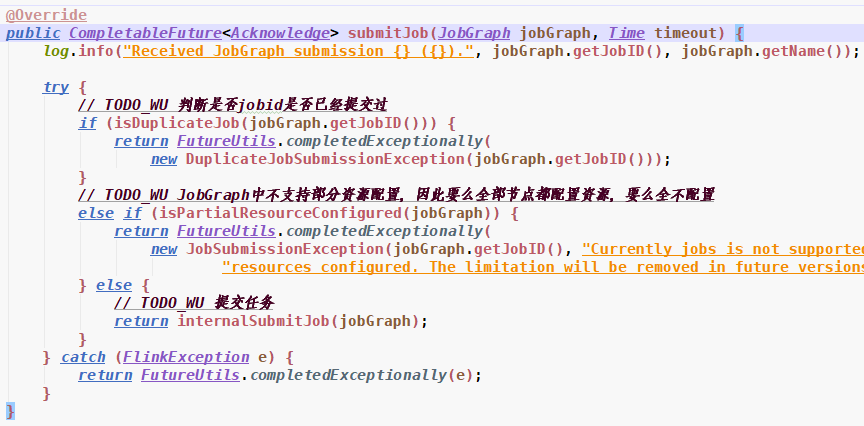 @Override
public CompletableFuture<Acknowledge> submitJob(JobGraph jobGraph, Time timeout) {
    log.info("Received JobGraph submission {} ({}).", jobGraph.getJobID(), jobGraph.getName());
    try {
        // TODO_WU 判断是否jobid是否已经提交过
        if (isDuplicateJob(jobGraph.getJobID())) {
            return FutureUtils.completedExceptionally(
                new DuplicateJobSubmissionException(jobGraph.getJobID()));
        }
        // TODO_WU JobGraph中不支持部分资源配置，因此要么全部节点都配置资源，要么全不配置
        else if (isPartialResourceConfigured(jobGraph)) {
            return FutureUtils.completedExceptionally(
                new JobSubmissionException(jobGraph.getJobID(), "Currently jobs is not supported
                        "resources configured. The limitation will be removed in future versions
        } else {
            // TODO_WU 提交任务
            return internalSubmitJob(jobGraph);
        }
    } catch (FlinkException e) {
        return FutureUtils.completedExceptionally(e);
    }
}